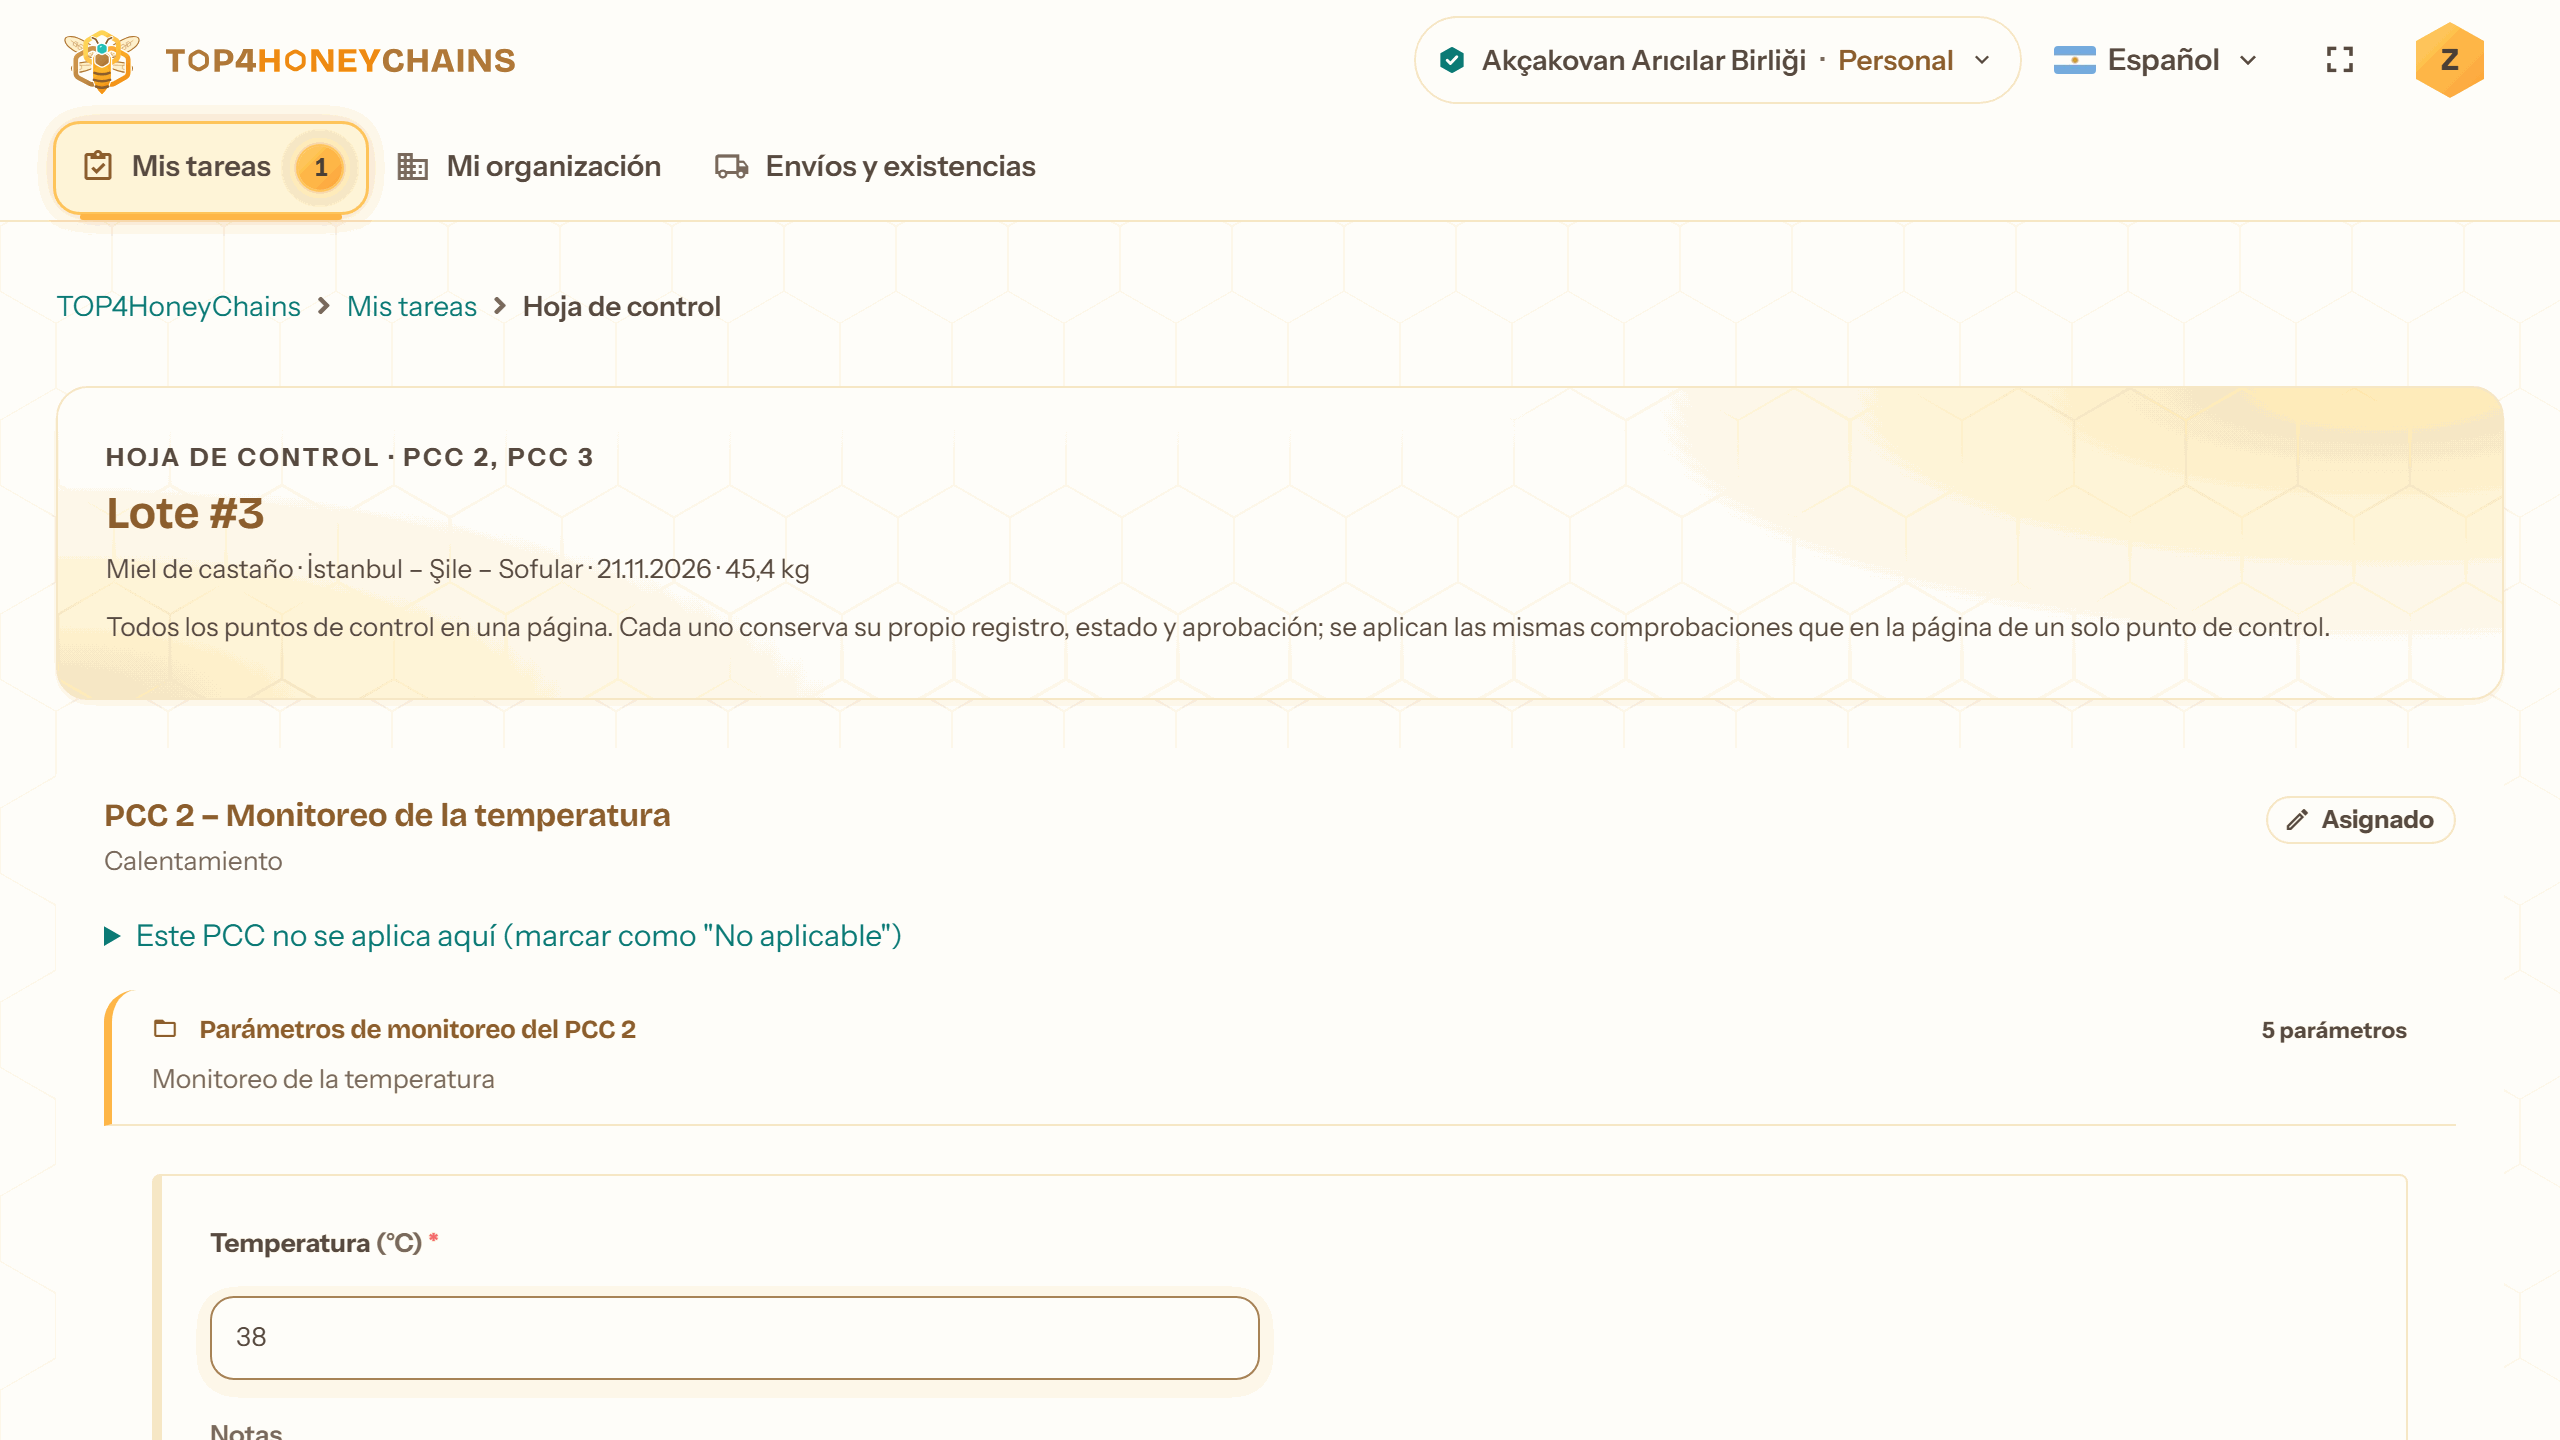 TOP4HONEYCHAINS
Akçakovan Arıcılar Birliği · Personal
Español
Z
Mis tareas 1
Mi organización
Envíos y existencias
TOP4HoneyChains > Mis tareas > Hoja de control
HOJA DE CONTROL · PCC 2, PCC 3
Lote #3
Miel de castaño · İstanbul – Şile – Sofular · 21.11.2026 · 45,4 kg
Todos los puntos de control en una página. Cada uno conserva su propio registro, estado y aprobación; se aplican las mismas comprobaciones que en la página de un solo punto de control.
PCC 2 – Monitoreo de la temperatura
Asignado
Calentamiento
Este PCC no se aplica aquí (marcar como "No aplicable")
Parámetros de monitoreo del PCC 2
5 parámetros
Monitoreo de la temperatura
Temperatura (°C) *
38
Notas